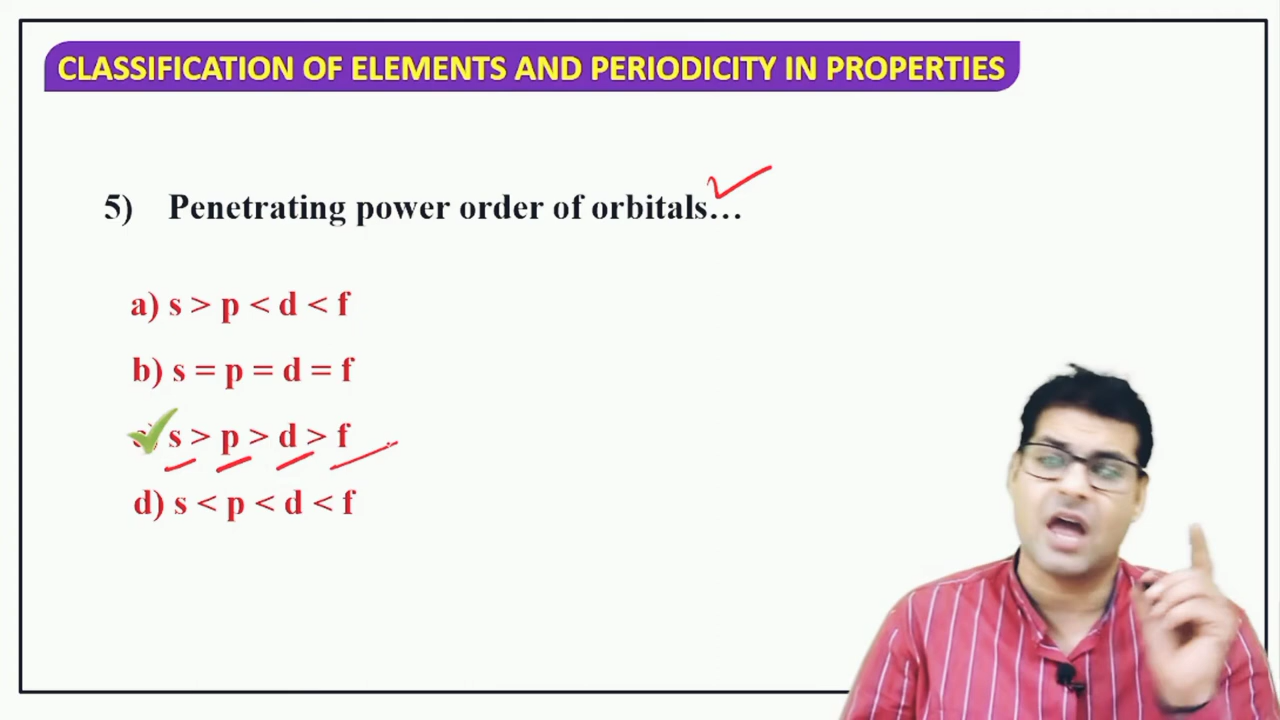 CLASSIFICATION OF ELEMENTS AND PERIODICITY IN PROPERTIES
5) Penetrating power order of orbitals...
a) s > p < d < f
b) s = p = d = f
s > p > d > f
d) s < p < d < f